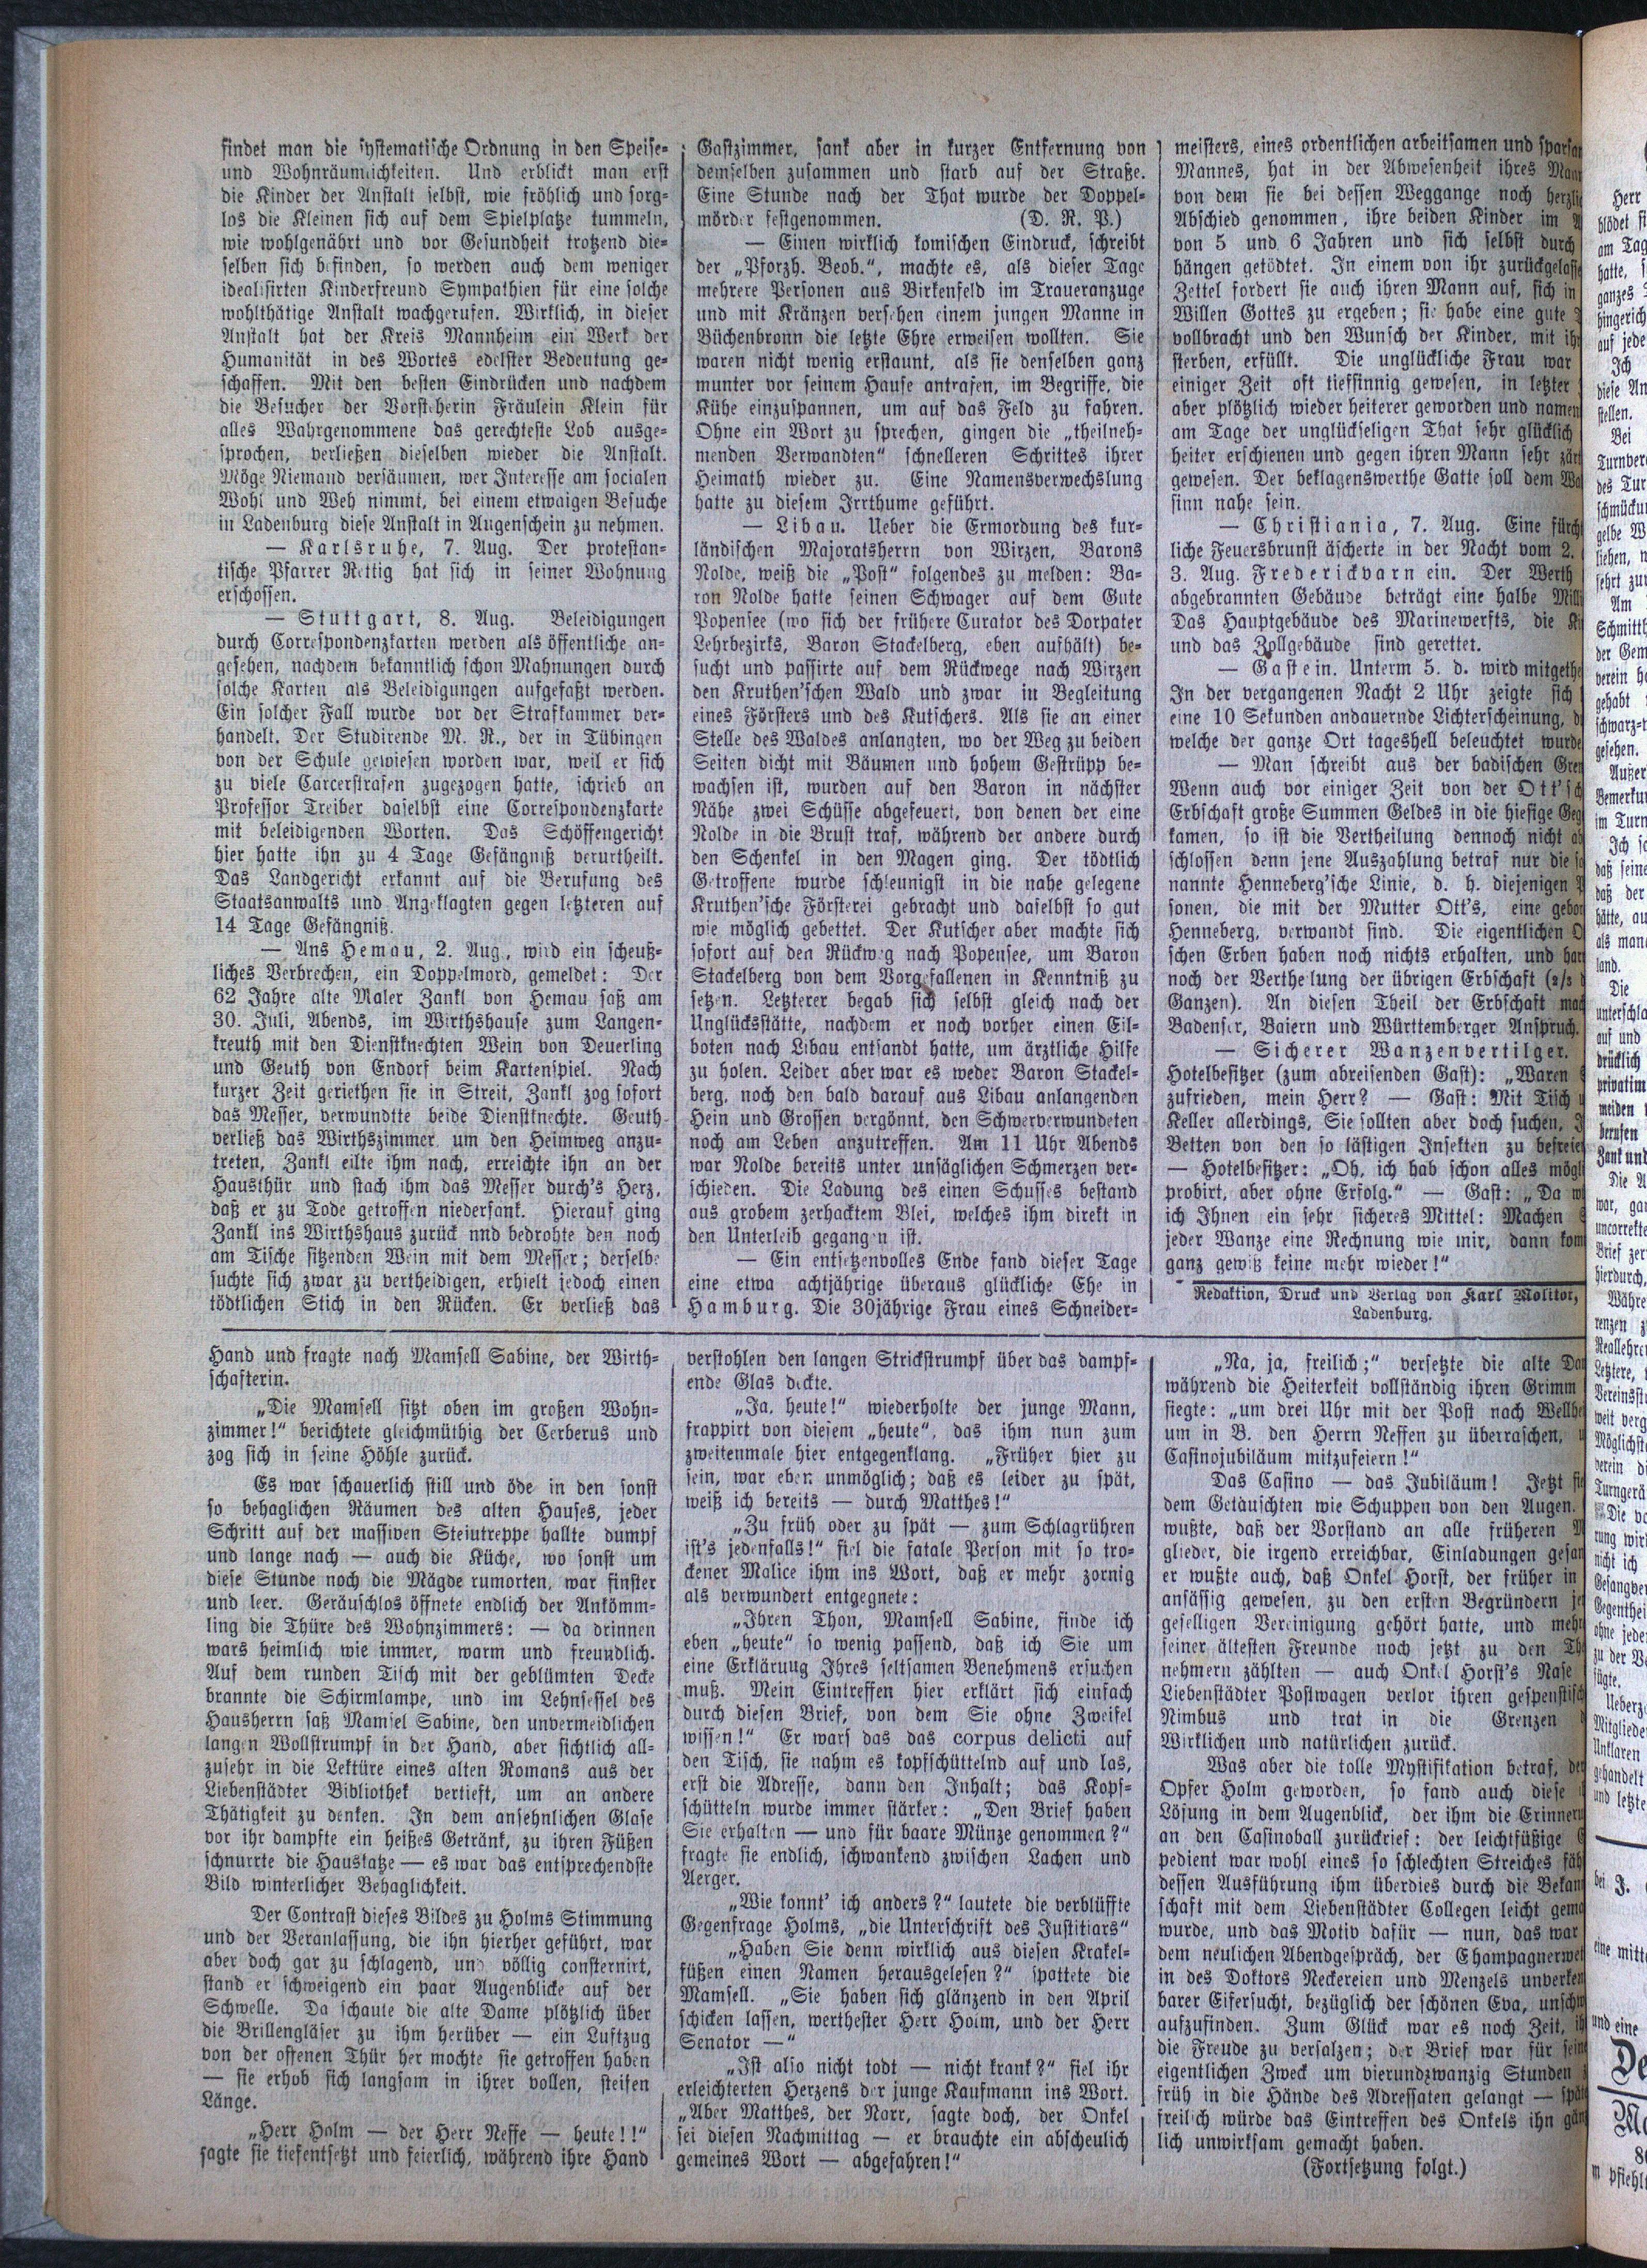 findet man die systematische Ordnung in den Speise-
und Wohnräumlichkeiten. Und erblickt man erst
die Kinder der Anstalt selbst, wie fröhlich und sorg-
los die Kleinen sich auf dem Spielplatze tummeln,
wie wohlgenährt und vor Gesundheit trotzend die-
selben sich befinden, so werden auch dem weniger
idealisirten Kinderfreund Sympathien für eine solche
wohlthätige Anstalt wachgerufen. Wirklich, in dieser
Anstalt hat der Kreis Mannheim ein Werk der
Humanität in des Wortes edelster Bedeutung ge-
schaffen. Mit den besten Eindrücken und nachdem
die Besucher der Vorsteherin Fräulein Klein für
alles Wahrgenommene das gerechteste Lob ausge-
sprochen, verließen dieselben wieder die Anstalt.
Möge Niemand versäumen, wer Interesse am socialen
Wohl und Weh nimmt, bei einem etwaigen Besuche
in Ladenburg diese Anstalt in Augenschein zu nehmen.
— Karlsruhe, 7. Aug. Der protestan-
tische Pfarrer Rettig hat sich in seiner Wohnung
erschossen.
— Stuttgart, 8. Aug. Beleidigungen
durch Correspondenzkarten werden als öffentliche an-
gesehen, nachdem bekanntlich schon Mahnungen durch
solche Karten als Beleidigungen aufgefaßt werden.
Ein solcher Fall wurde vor der Strafkammer ver-
handelt. Der Studirende M. R., der in Tübingen
von der Schule gewiesen worden war, weil er sich
zu viele Carcerstrafen zugezogen hatte, schrieb an
Professor Treiber daselbst eine Correspondenzkarte
mit beleidigenden Worten. Das Schöffengericht
hier hatte ihn zu 4 Tage Gefängniß verurtheilt.
Das Landgericht erkannt auf die Berufung des
Staatsanwalts und Angeklagten gegen letzteren auf
14 Tage Gefängniß.
— Ans Hemau, 2. Aug., wird ein scheuß-
liches Verbrechen, ein Doppelmord, gemeldet: Der
62 Jahre alte Maler Zankl von Hemau saß am
30. Juli, Abends, im Wirthshause zum Langen-
kreuth mit den Dienstknechten Wein von Deuerling
und Geuth von Endorf beim Kartenspiel. Nach
kurzer Zeit geriethen sie in Streit, Zankl zog sofort
das Messer, verwundtte beide Dienstknechte. Geuth
verließ das Wirthszimmer um den Heimweg anzu-
treten, Zankl eilte ihm nach, erreichte ihn an der
Hausthür und stach ihm das Messer durch's Herz,
daß er zu Tode getroffen niedersank. Hierauf ging
Zankl ins Wirthshaus zurück nnd bedrohte den noch
am Tische sitzenden Wein mit dem Messer; derselbe
suchte sich zwar zu vertheidigen, erhielt jedoch einen
tödtlichen Stich in den Rücken. Er verließ das
Gastzimmer, sank aber in kurzer Entfernung von
demselben zusammen und starb auf der Straße.
Eine Stunde nach der That wurde der Doppel-
mörder festgenommen. (D. R. P.)
— Einen wirklich komischen Eindruck, schreibt
der „Pforzh. Beob.“, machte es, als dieser Tage
mehrere Personen aus Birkenfeld im Traueranzuge
und mit Kränzen versehen einem jungen Manne in
Büchenbronn die letzte Ehre erweisen wollten. Sie
waren nicht wenig erstaunt, als sie denselben ganz
munter vor seinem Hause antrafen, im Begriffe, die
Kühe einzuspannen, um auf das Feld zu fahren.
Ohne ein Wort zu sprechen, gingen die „theilneh-
menden Verwandten“ schnelleren Schrittes ihrer
Heimath wieder zu. Eine Namensverwechslung
hatte zu diesem Irrthume geführt.
— Libau. Ueber die Ermordung des kur-
ländischen Majoratsherrn von Wirzen, Barons
Nolde, weiß die „Post“ folgendes zu melden: Ba-
ron Nolde hatte seinen Schwager auf dem Gute
Popensee (wo sich der frühere Curator des Dorpater
Lehrbezirks, Baron Stackelberg, eben aufhält) be-
sucht und passirte auf dem Rückwege nach Wirzen
den Kruthen'schen Wald und zwar in Begleitung
eines Försters und des Kutschers. Als sie an einer
Stelle des Waldes anlangten, wo der Weg zu beiden
Seiten dicht mit Bäumen und hohem Gestrüpp be-
wachsen ist, wurden auf den Baron in nächster
Nähe zwei Schüsse abgefeuert, von denen der eine
Nolde in die Brust traf, während der andere durch
den Schenkel in den Magen ging. Der tödtlich
Getroffene wurde schleunigst in die nahe gelegene
Kruthen'sche Försterei gebracht und daselbst so gut
wie möglich gebettet. Der Kutscher aber machte sich
sofort auf den Rückweg nach Popensee, um Baron
Stackelberg von dem Vorgefallenen in Kenntniß zu
setzen. Letzterer begab sich selbst gleich nach der
Unglücksstätte, nachdem er noch vorher einen Eil-
boten nach Libau entsandt hatte, um ärztliche Hilfe
zu holen. Leider aber war es weder Baron Stackel-
berg, noch den bald darauf aus Libau anlangenden
Hein und Grossen vergönnt, den Schwerverwundeten
noch am Leben anzutreffen. Am 11 Uhr Abends
war Nolde bereits unter unsäglichen Schmerzen ver-
schieden. Die Ladung des einen Schusses bestand
aus grobem zerhacktem Blei, welches ihm direkt in
den Unterleib gegangen ist.
— Ein entsetzenvolles Ende fand dieser Tage
eine etwa achtjährige überaus glückliche Ehe in
Hamburg. Die 30jährige Frau eines Schneider-
meisters, eines ordentlichen arbeitsamen und
Mannes, hat in der Abwesenheit ihres
von dem sie bei dessen Weggange noch
Abschied genommen, ihre beiden Kinder im
von 5 und 6 Jahren und sich selbst durch
hängen getödtet. In einem von ihr
Zettel fordert sie auch ihren Mann auf, sich in
Willen Gottes zu ergeben; sie habe eine gute
vollbracht und den Wunsch der Kinder, mit
sterben, erfüllt. Die unglückliche Frau war
einiger Zeit oft tiefsinnig gewesen, in letzter
aber plötzlich wieder heiterer geworden und
am Tage der unglückseligen That sehr glücklich
heiter erschienen und gegen ihren Mann sehr
gewesen. Der beklagenswerthe Gatte soll dem
sinn nahe sein.
— Christiania, 7. Aug. Eine
liche Feuersbrunst äscherte in der Nacht vom 2.
3. Aug. Frederickvarn ein. Der Werth
abgebrannten Gebäude beträgt eine halbe
Das Hauptgebäude des Marinewerfts, die
und das Zollgebäude sind gerettet.
— Gastein. Unterm 5. d. wird
In der vergangenen Nacht 2 Uhr zeigte sich
eine 10 Sekunden andauernde Lichterscheinung,
welche der ganze Ort tageshell beleuchtet wurde
— Man schreibt aus der badischen
Wenn auch vor einiger Zeit von der
Erbschaft große Summen Geldes in die hiesige
kamen, so ist die Vertheilung dennoch nicht
schlossen denn jene Auszahlung betraf nur die
nannte Henneberg'sche Linie, d. h. diejenigen
sonen, die mit der Mutter Ott's, eine
Henneberg, verwandt sind. Die eigentlichen
schen Erben haben noch nichts erhalten, und
noch der Vertheilung der übrigen Erbschaft (2/3
Ganzen). An diesen Theil der Erbschaft
Badenser, Baiern und Württemberger Anspruch.
— Sicherer Wanzenvertilger.
Hotelbesitzer (zum abreisenden Gast): „Waren
zufrieden, mein Herr? — Gast: Mit Tisch
Keller allerdings, Sie sollten aber doch suchen,
Betten von den so lästigen Insekten zu
— Hotelbesitzer: „Oh, ich hab schon alles
probirt, aber ohne Erfolg.“ — Gast: „Da
ich Ihnen ein sehr sicheres Mittel: Machen
jeder Wanze eine Rechnung wie mir, dann
ganz gewiß keine mehr wieder!“
Redaktion, Druck und Verlag von Karl Molitor,
Ladenburg.
Hand und fragte nach Mamsell Sabine, der Wirth-
schafterin.
„Die Mamsell sitzt oben im großen Wohn-
zimmer!“ berichtete gleichmüthig der Cerberus und
zog sich in seine Höhle zurück.
Es war schauerlich still und öde in den sonst
so behaglichen Räumen des alten Hauses, jeder
Schritt auf der massiven Steiutreppe hallte dumpf
und lange nach — auch die Küche, wo sonst um
diese Stunde noch die Mägde rumorten, war finster
und leer. Geräuschlos öffnete endlich der Ankömm-
ling die Thüre des Wohnzimmers: — da drinnen
wars heimlich wie immer, warm und freundlich.
Auf dem runden Tisch mit der geblümten Decke
brannte die Schirmlampe, und im Lehnsessel des
Hausherrn saß Mamsel Sabine, den unvermeidlichen
langen Wollstrumpf in der Hand, aber sichtlich all-
zusehr in die Lektüre eines alten Romans aus der
Liebenstädter Bibliothek vertieft, um an andere
Thätigkeit zu denken. In dem ansehnlichen Glase
vor ihr dampfte ein heißes Getränk, zu ihren Füßen
schnurrte die Hauskatze — es war das entsprechendste
Bild winterlicher Behaglichkeit.
Der Contrast dieses Bildes zu Holms Stimmung
und der Veranlassung, die ihn hierher geführt, war
aber doch gar zu schlagend, und völlig consternirt,
stand er schweigend ein paar Augenblicke auf der
Schwelle. Da schaute die alte Dame plötzlich über
die Brillengläser zu ihm herüber — ein Luftzug
von der offenen Thür her mochte sie getroffen haben
— sie erhob sich langsam in ihrer vollen, steifen
Länge.
„Herr Holm — der Herr Neffe — heute!!“
sagte sie tiefentsetzt und feierlich, während ihre Hand
verstohlen den langen Strickstrumpf über das dampf-
ende Glas deckte.
„Ja, heute!“ wiederholte der junge Mann,
frappirt von diesem „heute“, das ihm nun zum
zweitenmale hier entgegenklang. „Früher hier zu
sein, war eben unmöglich; daß es leider zu spät,
weiß ich bereits — durch Matthes!“
„Zu früh oder zu spät — zum Schlagrühren
ist's jedenfalls!“ fiel die fatale Person mit so tro-
ckener Malice ihm ins Wort, daß er mehr zornig
als verwundert entgegnete:
„Ihren Thon, Mamsell Sabine, finde ich
eben „heute“ so wenig passend, daß ich Sie um
eine Erkläruug Ihres seltsamen Benehmens ersuchen
muß. Mein Eintreffen hier erklärt sich einfach
durch diesen Brief, von dem Sie ohne Zweifel
wissen!“ Er warf das das corpus delicti auf
den Tisch, sie nahm es kopfschüttelnd auf und las,
erst die Adresse, dann den Inhalt; das Kopf-
schütteln wurde immer stärker: „Den Brief haben
Sie erhalten — und für baare Münze genommen?“
fragte sie endlich, schwankend zwischen Lachen und
Aerger.
„Wie konnt' ich anders?“ lautete die verblüffte
Gegenfrage Holms, „die Unterschrift des Justitiars“
„Haben Sie denn wirklich aus diesen Krakel-
füßen einen Namen herausgelesen?“ spottete die
Mamsell. „Sie haben sich glänzend in den April
schicken lassen, werthester Herr Holm, und der Herr
Senator —“
„Ist also nicht todt — nicht krank?“ fiel ihr
erleichterten Herzens der junge Kaufmann ins Wort.
„Aber Matthes, der Narr, sagte doch, der Onkel
sei diesen Nachmittag — er brauchte ein abscheulich
gemeines Wort — abgefahren!“
„Na, ja, freilich;“ versetzte die alte
während die Heiterkeit vollständig ihren Grimm
siegte: „um drei Uhr mit der Post nach
um in B. den Herrn Neffen zu überraschen,
Casinojubiläum mitzufeiern!“
Das Casino — das Jubiläum! Jetzt
dem Getäuschten wie Schuppen von den Augen.
wußte, daß der Vorstand an alle früheren
glieder, die irgend erreichbar, Einladungen
er wußte auch, daß Onkel Horst, der früher in
ansässig gewesen, zu den ersten Begründern
geselligen Vereinigung gehört hatte, und
seiner ältesten Freunde noch jetzt zu den
nehmern zählten — auch Onkel Horst's Nase
Liebenstädter Postwagen verlor ihren
Nimbus und trat in die Grenzen
Wirklichen und natürlichen zurück.
Was aber die tolle Mystifikation betraf,
Opfer Holm geworden, so fand auch diese
Lösung in dem Augenblick, der ihm die
an den Casinoball zurückrief: der leichtfüßige
pedient war wohl eines so schlechten Streiches
dessen Ausführung ihm überdies durch die
schaft mit dem Liebenstädter Collegen leicht
wurde, und das Motiv dafür — nun, das war
dem neulichen Abendgespräch, der
in des Doktors Neckereien und Menzels
barer Eifersucht, bezüglich der schönen Eva,
aufzufinden. Zum Glück war es noch Zeit,
die Freude zu versalzen; der Brief war für
eigentlichen Zweck um vierundzwanzig Stunden
früh in die Hände des Adressaten gelangt —
freilich würde das Eintreffen des Onkels ihn
lich unwirksam gemacht haben.
(Fortsetzung folgt.)